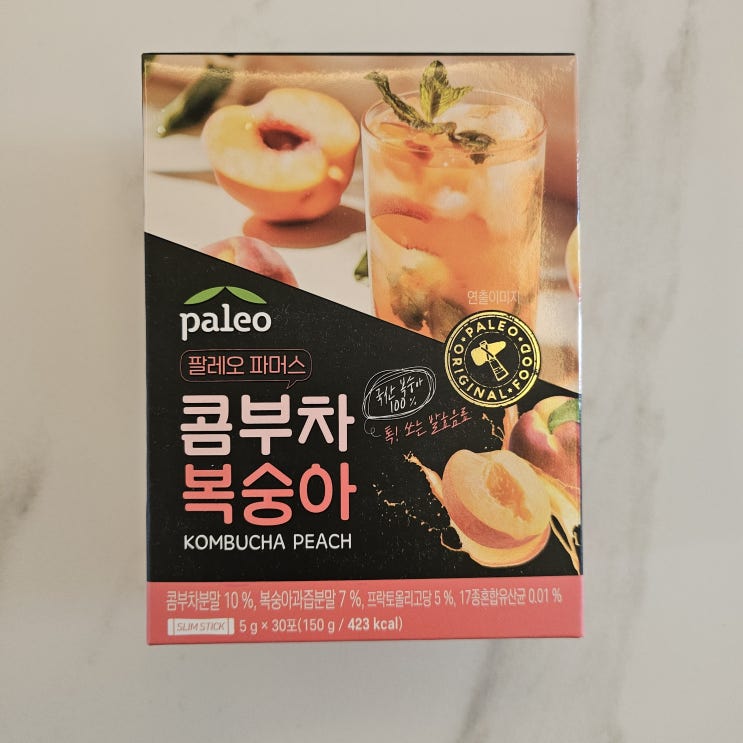 연출이미지
paleo
팔레오 파머스
PALEO
ORIGINAL·FOOD
국산 복숭아
100%
톡! 쏘는 발효음료
콤부차
복숭아
KOMBUCHA PEACH
콤부차분말 10 %, 복숭아과즙분말 7 %, 프락토올리고당 5 %, 17종혼합유산균 0.01 %
SLIM STICK 5 g × 30포(150 g / 423 kcal)